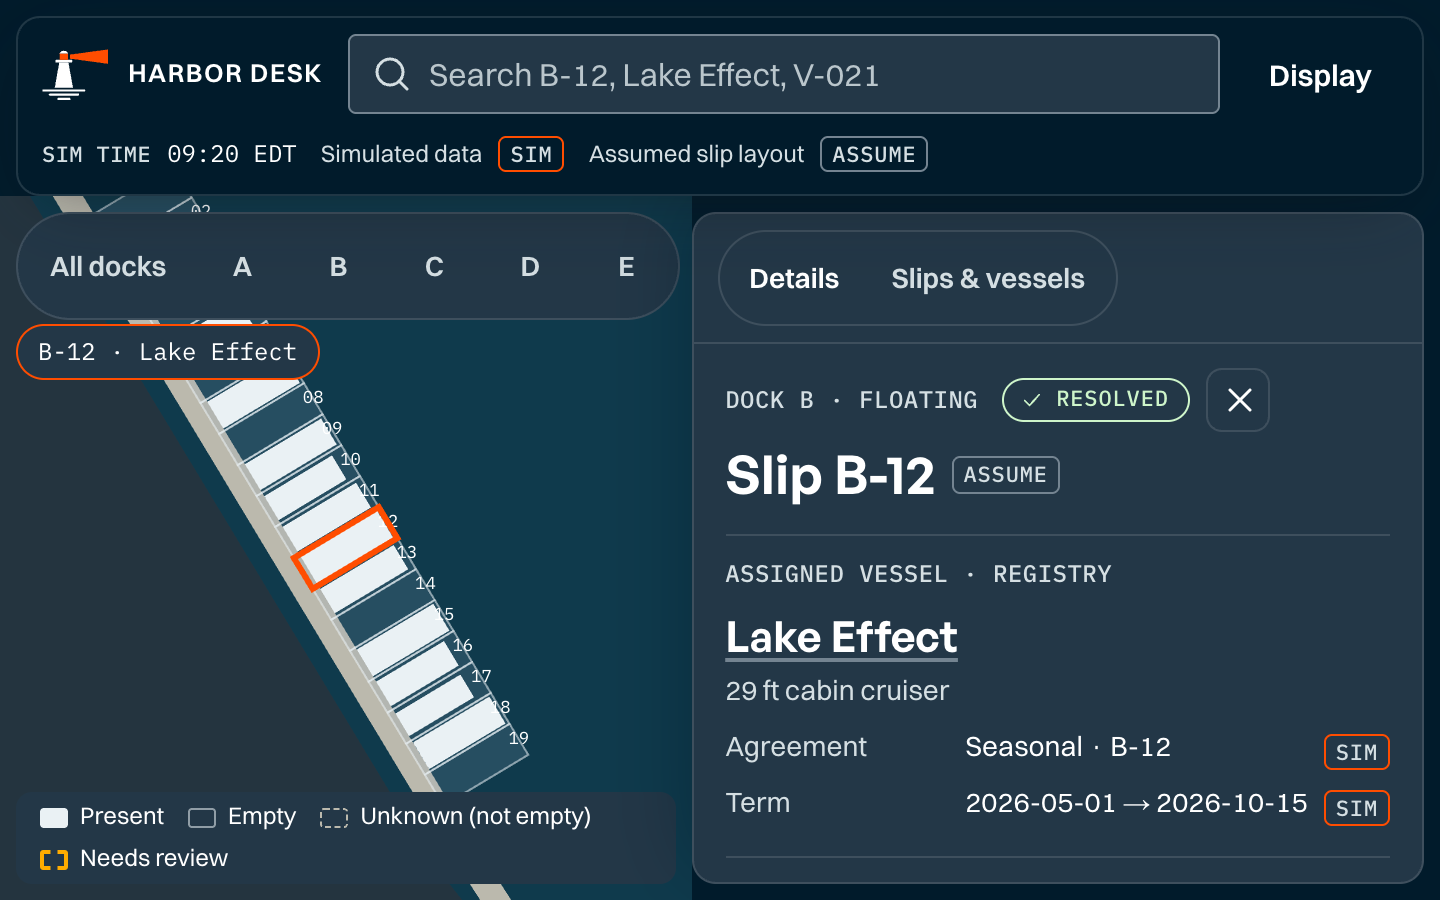 HARBOR DESK
Search B-12, Lake Effect, V-021
Display
SIM TIME 09:20 EDT Simulated data SIM Assumed slip layout ASSUME
02
All docks A B C D E
B-12 · Lake Effect
08
09
10
11
13
14
15
16
17
18
19
Present Empty Unknown (not empty)
Needs review
Details Slips & vessels
DOCK B · FLOATING ✓ RESOLVED
Slip B-12 ASSUME
ASSIGNED VESSEL · REGISTRY
Lake Effect
29 ft cabin cruiser
Agreement Seasonal · B-12 SIM
Term 2026-05-01 → 2026-10-15 SIM